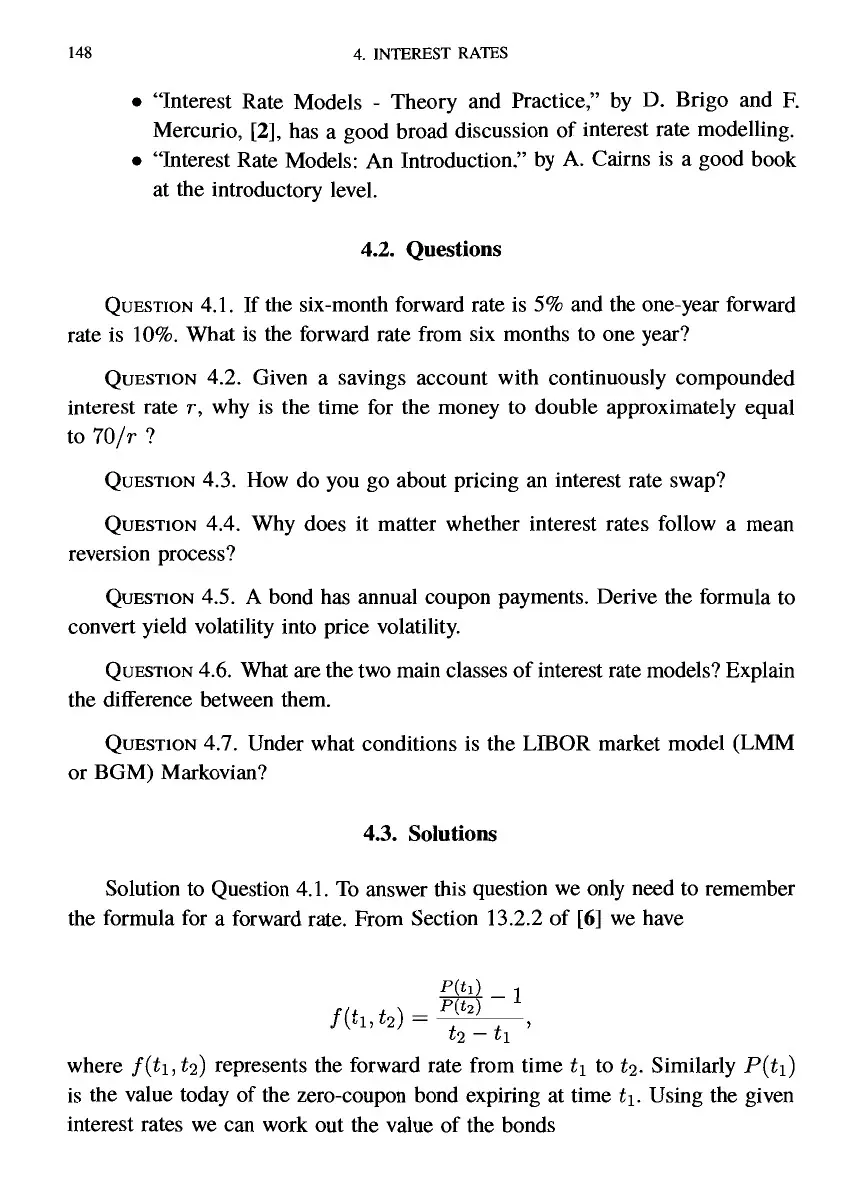 148 4. INTEREST RATES
• “Interest Rate Models - Theory and Practice,” by D. Brigo and F.
Mercurio, [2], has a good broad discussion of interest rate modelling.
• “Interest Rate Models: An Introduction,” by A. Cairns is a good book
at the introductory level.
4.2. Questions
QUESTION 4.1. If the six-month forward rate is 5% and the one-year forward
rate is 10%. What is the forward rate from six months to one year?
QUESTION 4.2. Given a savings account with continuously compounded
interest rate r, why is the time for the money to double approximately equal
to 70/r ?
QUESTION 4.3. How do you go about pricing an interest rate swap?
QUESTION 4.4. Why does it matter whether interest rates follow a mean
reversion process?
QUESTION 4.5. A bond has annual coupon payments. Derive the formula to
convert yield volatility into price volatility.
QUESTION 4.6. What are the two main classes of interest rate models? Explain
the difference between them.
QUESTION 4.7. Under what conditions is the LIBOR market model (LMM
or BGM) Markovian?
4.3. Solutions
Solution to Question 4.1. To answer this question we only need to remember
the formula for a forward rate. From Section 13.2.2 of [6] we have
f(t₁, t₂) = (P(t₁)/P(t₂) − 1)/(t₂ − t₁),
where f(t₁, t₂) represents the forward rate from time t₁ to t₂. Similarly P(t₁)
is the value today of the zero-coupon bond expiring at time t₁. Using the given
interest rates we can work out the value of the bonds